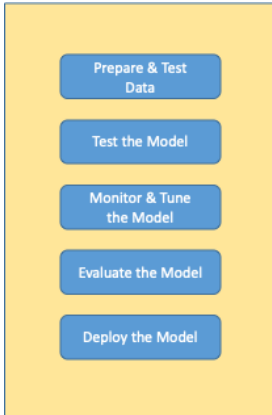 Prepare & Test
Data
Test the Model
Monitor & Tune
the Model
Evaluate the Model
Deploy the Model